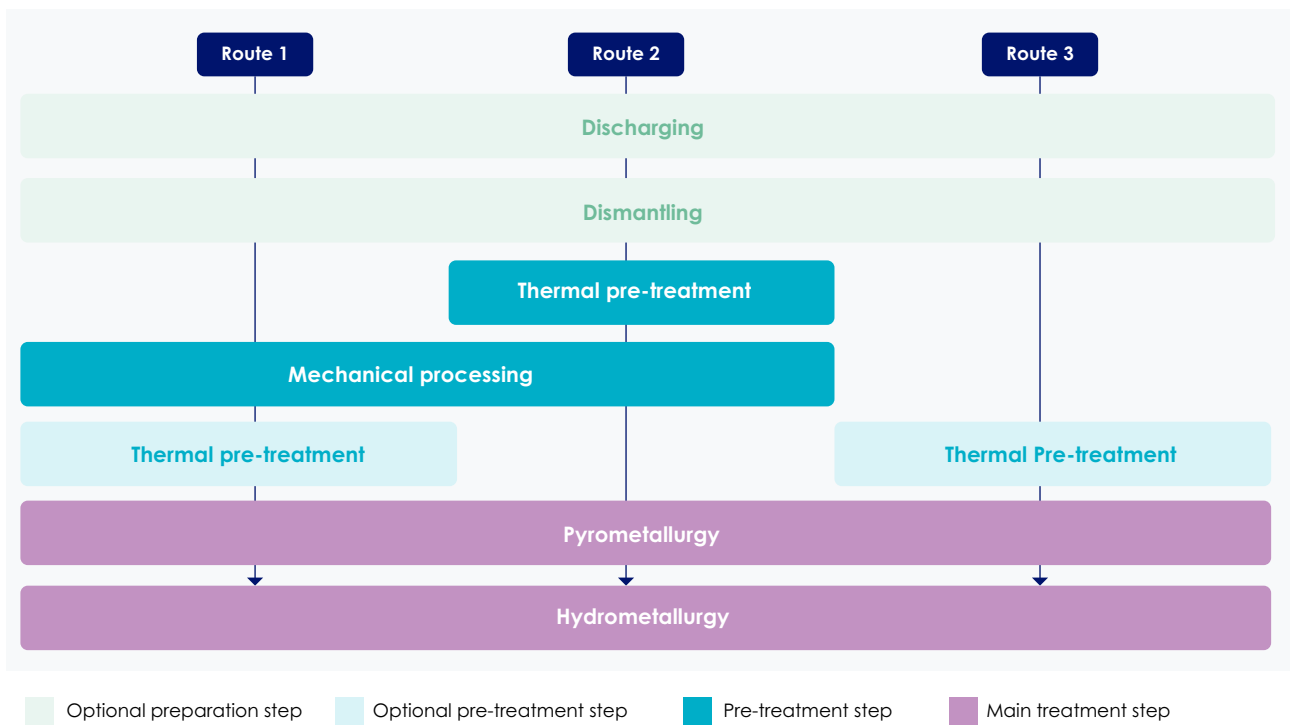 Route 1
Route 2
Route 3
Discharging
Dismantling
Thermal pre-treatment
Mechanical processing
Thermal pre-treatment
Thermal Pre-treatment
Pyrometallurgy
Hydrometallurgy
Optional preparation step
Optional pre-treatment step
Pre-treatment step
Main treatment step